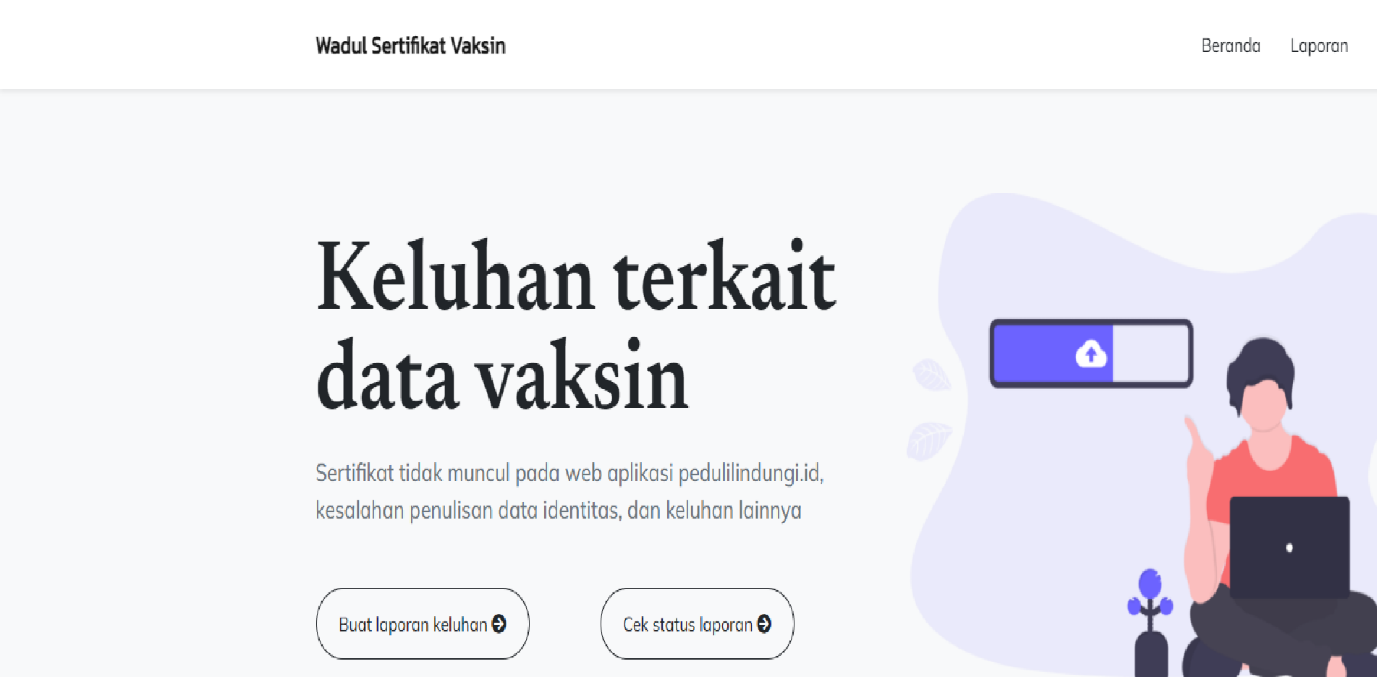 Wadul Sertifikat Vaksin
Beranda
Laporan
Keluhan terkait
data vaksin
Sertifikat tidak muncul pada web aplikasi pedulilindungi.id,
kesalahan penulisan data identitas, dan keluhan lainnya
Buat laporan keluhan
Cek status laporan